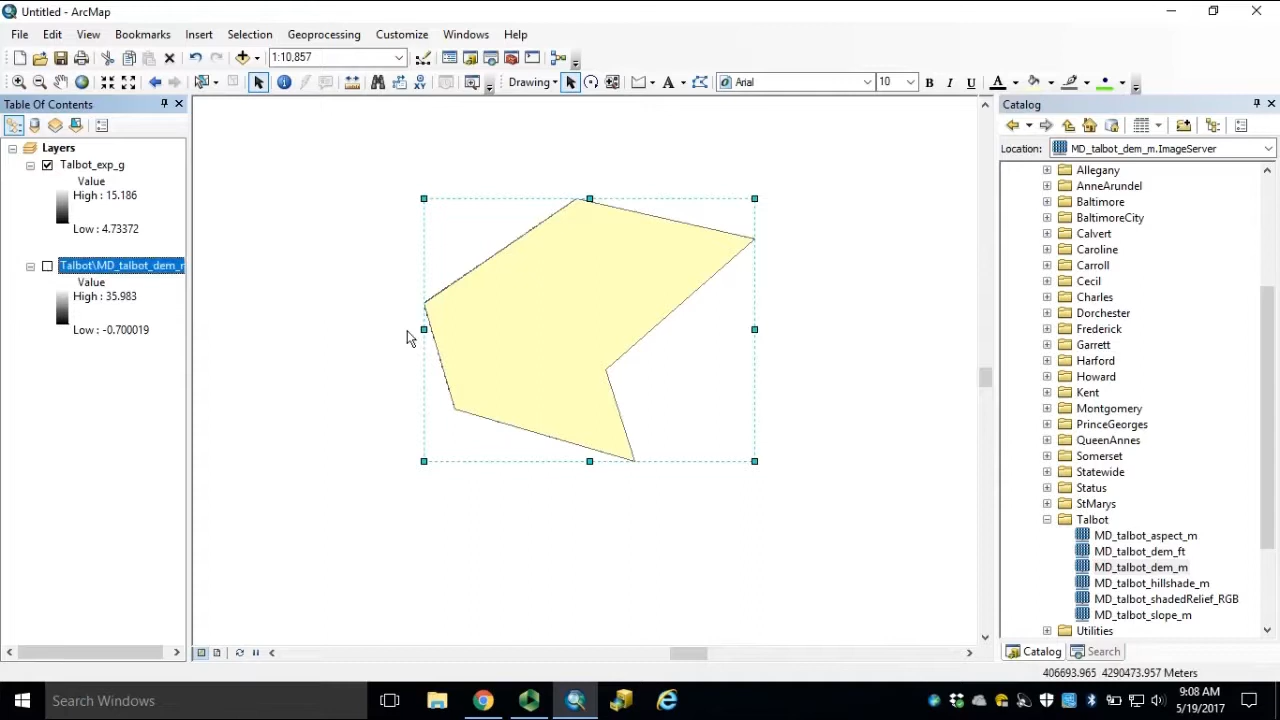 Untitled - ArcMap
File Edit View Bookmarks Insert Selection Geoprocessing Customize Windows Help
1:10,857
Drawing Arial 10 B I U A
Table Of Contents
Layers
Talbot_exp_g
Value
High : 15.186
Low : 4.73372
Talbot\MD_talbot_dem_r
Value
High : 35.983
Low : -0.700019
Catalog
Location: MD_talbot_dem_m.ImageServer
Allegany
AnneArundel
Baltimore
BaltimoreCity
Calvert
Caroline
Carroll
Cecil
Charles
Dorchester
Frederick
Garrett
Harford
Howard
Kent
Montgomery
PrinceGeorges
QueenAnnes
Somerset
Statewide
Status
StMarys
Talbot
MD_talbot_aspect_m
MD_talbot_dem_ft
MD_talbot_dem_m
MD_talbot_hillshade_m
MD_talbot_shadedRelief_RGB
MD_talbot_slope_m
Utilities
Catalog Search
406693.965 4290473.957 Meters
Search Windows
9:08 AM
5/19/2017